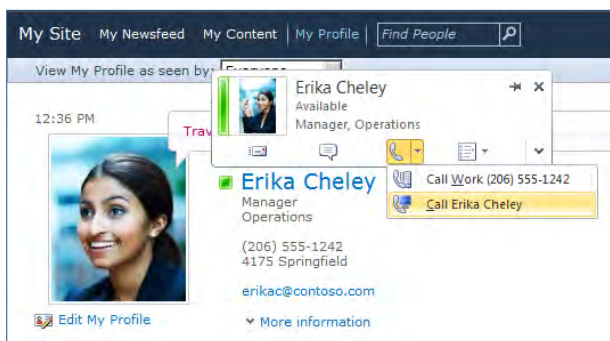 My Site My Newsfeed My Content My Profile Find People
View My Profile as seen by:
Erika Cheley
Available
Manager, Operations
12:36 PM
Trav
Call Work (206) 555-1242
Call Erika Cheley
Erika Cheley
Manager
Operations
(206) 555-1242
4175 Springfield
erikac@contoso.com
Edit My Profile
More information